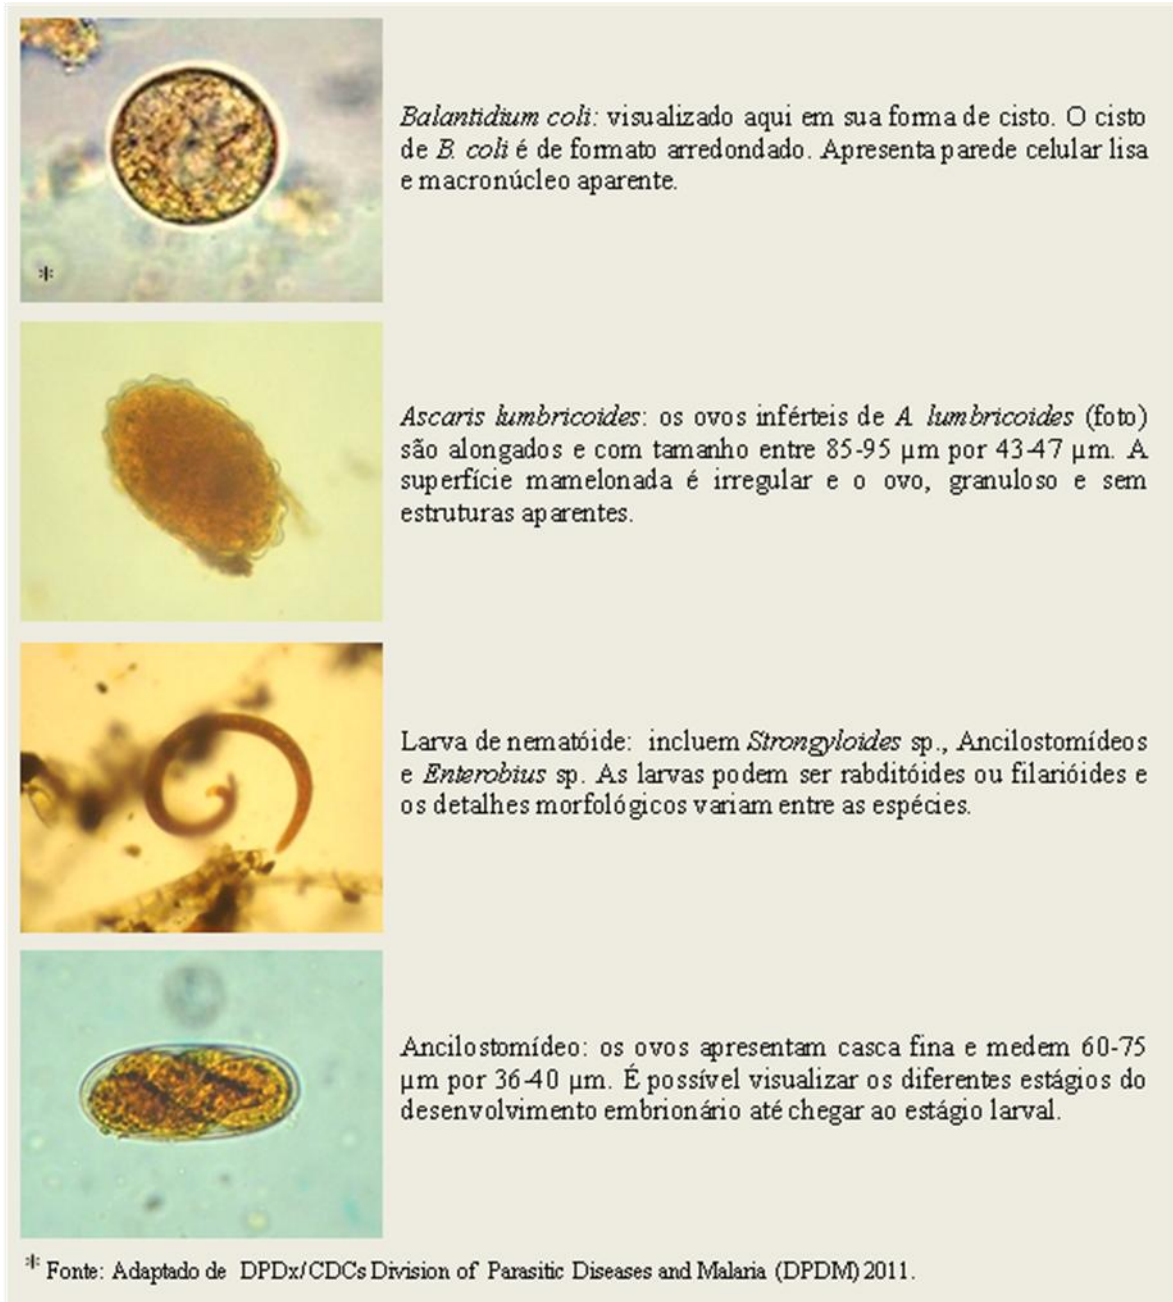 Balantidium coli: visualizado aqui em sua forma de cisto. O cisto
de B. coli é de formato arredondado. Apresenta parede celular lisa
e macronúcleo aparente.
*
Ascaris lumbricoides: os ovos inférteis de A. lumbricoides (foto)
são alongados e com tamanho entre 85-95 μm por 43-47 μm. A
superfície mamelonada é irregular e o ovo, granuloso e sem
estruturas aparentes.
Larva de nematóide: incluem Strongyloides sp., Ancilostomídeos
e Enterobius sp. As larvas podem ser rabditóides ou filarióides e
os detalhes morfológicos variam entre as espécies.
Ancilostomídeo: os ovos apresentam casca fina e medem 60-75
μm por 36-40 μm. É possível visualizar os diferentes estágios do
desenvolvimento embrionário até chegar ao estágio larval.
* Fonte: Adaptado de DPDx/CDCs Division of Parasitic Diseases and Malaria (DPDM) 2011.